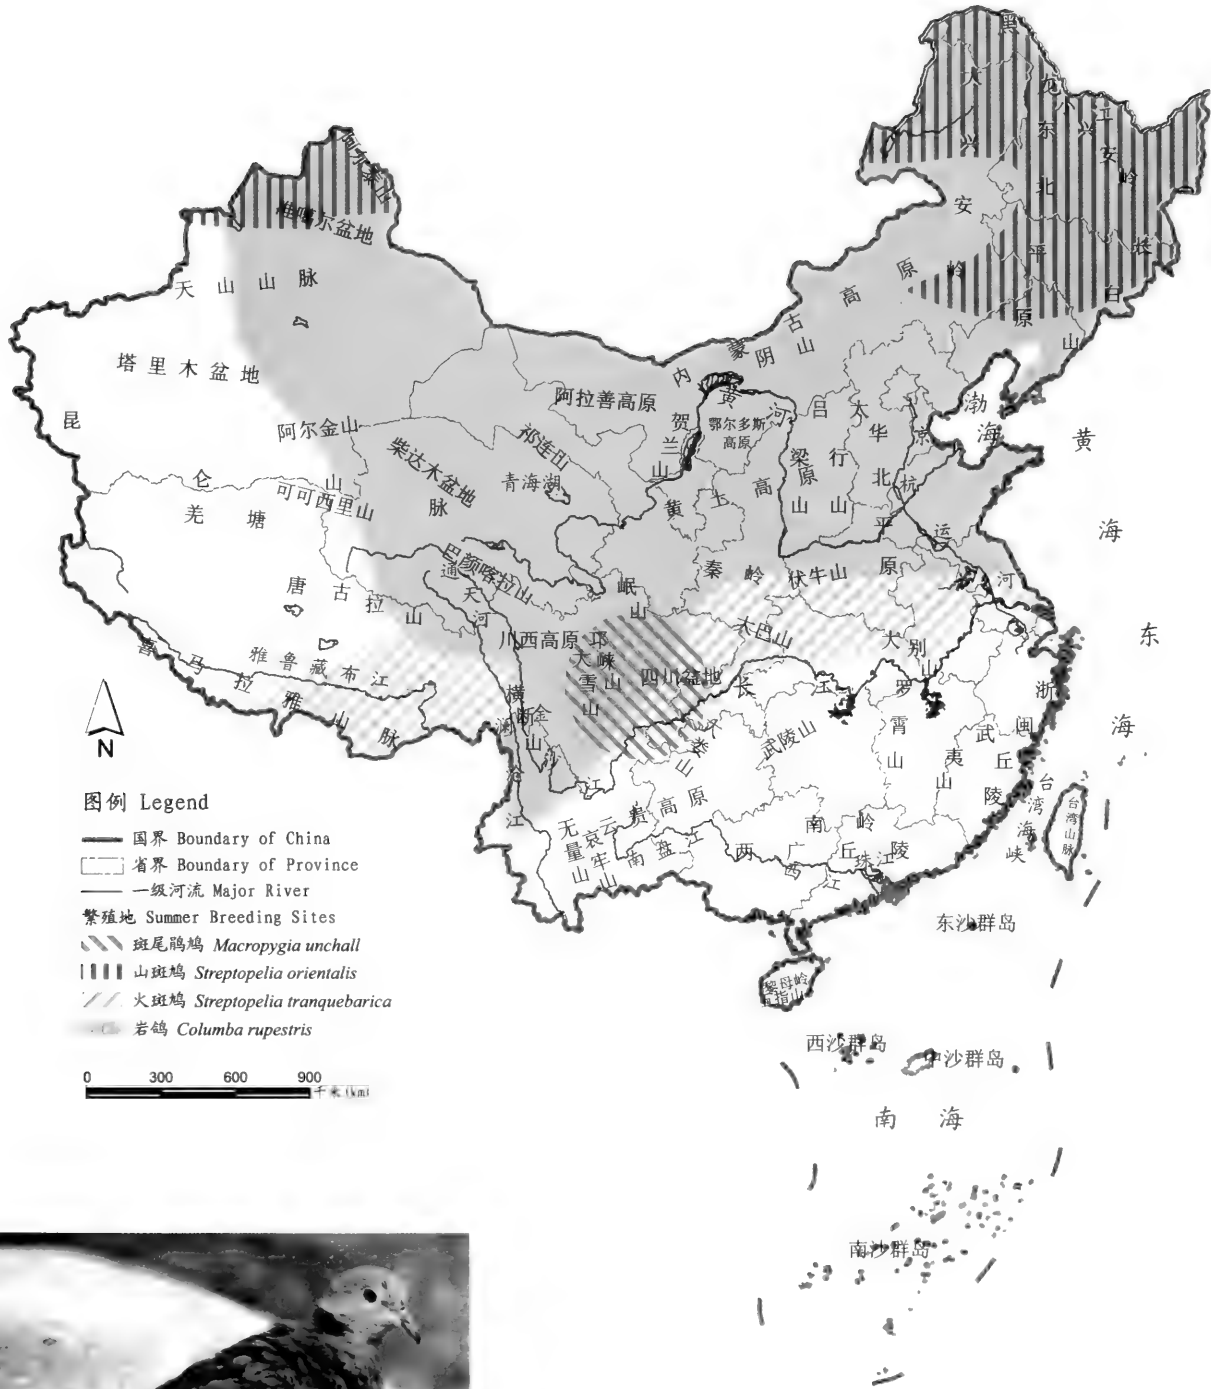 黑
大
龙
小
江
兴
东
兴
安
岭
北
安
阿尔泰山
准噶尔盆地
平
岭
长
白
原
山
天山山脉
内蒙古高原
阴山
塔里木盆地
昆
仑
山
脉
阿拉善高原
贺兰山
鄂尔多斯
高原
黄
河
吕
梁
山
太
行
山
华
北
平
原
京
杭
运
河
渤
海
黄
海
阿尔金山
祁连山
柴达木盆地
青海湖
可可西里山
羌塘
黄土高原
秦岭
伏牛山
巴颜喀拉山
通
天
河
岷
山
唐古拉山
川西高原
邛
崃
山
大
雪
山
大巴山
四川盆地
大别山
长江
东
海
喜马拉雅山脉
雅鲁藏布江
横
断
山
金
澜
沧
江
江
大
娄
山
武陵山
罗
霄
山
武
夷
山
浙
闽
丘
陵
台
湾
海
峡
台湾山脉
无
量
山
哀
牢
山
云贵高原
南盘江
南岭
两广丘陵
西江
珠江
N
图例 Legend
国界 Boundary of China
省界 Boundary of Province
一级河流 Major River
繁殖地 Summer Breeding Sites
斑尾鹃鸠 Macropygia unchall
山斑鸠 Streptopelia orientalis
火斑鸠 Streptopelia tranquebarica
岩鸽 Columba rupestris
0 300 600 900
千米(km)
东沙群岛
黎母岭
五指山
西沙群岛
中沙群岛
南海
南沙群岛